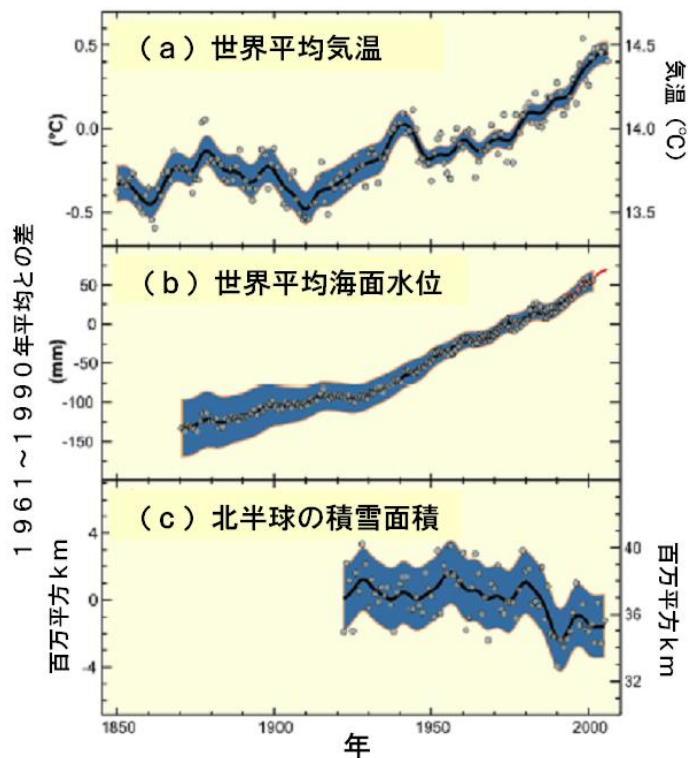 （ａ）世界平均気温
0.5
0.0
-0.5
(℃)
14.5
14.0
13.5
気温（℃）
（ｂ）世界平均海面水位
50
0
-50
-100
-150
(mm)
１９６１～１９９０年平均との差
（ｃ）北半球の積雪面積
4
0
-4
百万平方ｋｍ
40
36
32
百万平方ｋｍ
1850
1900
1950
2000
年